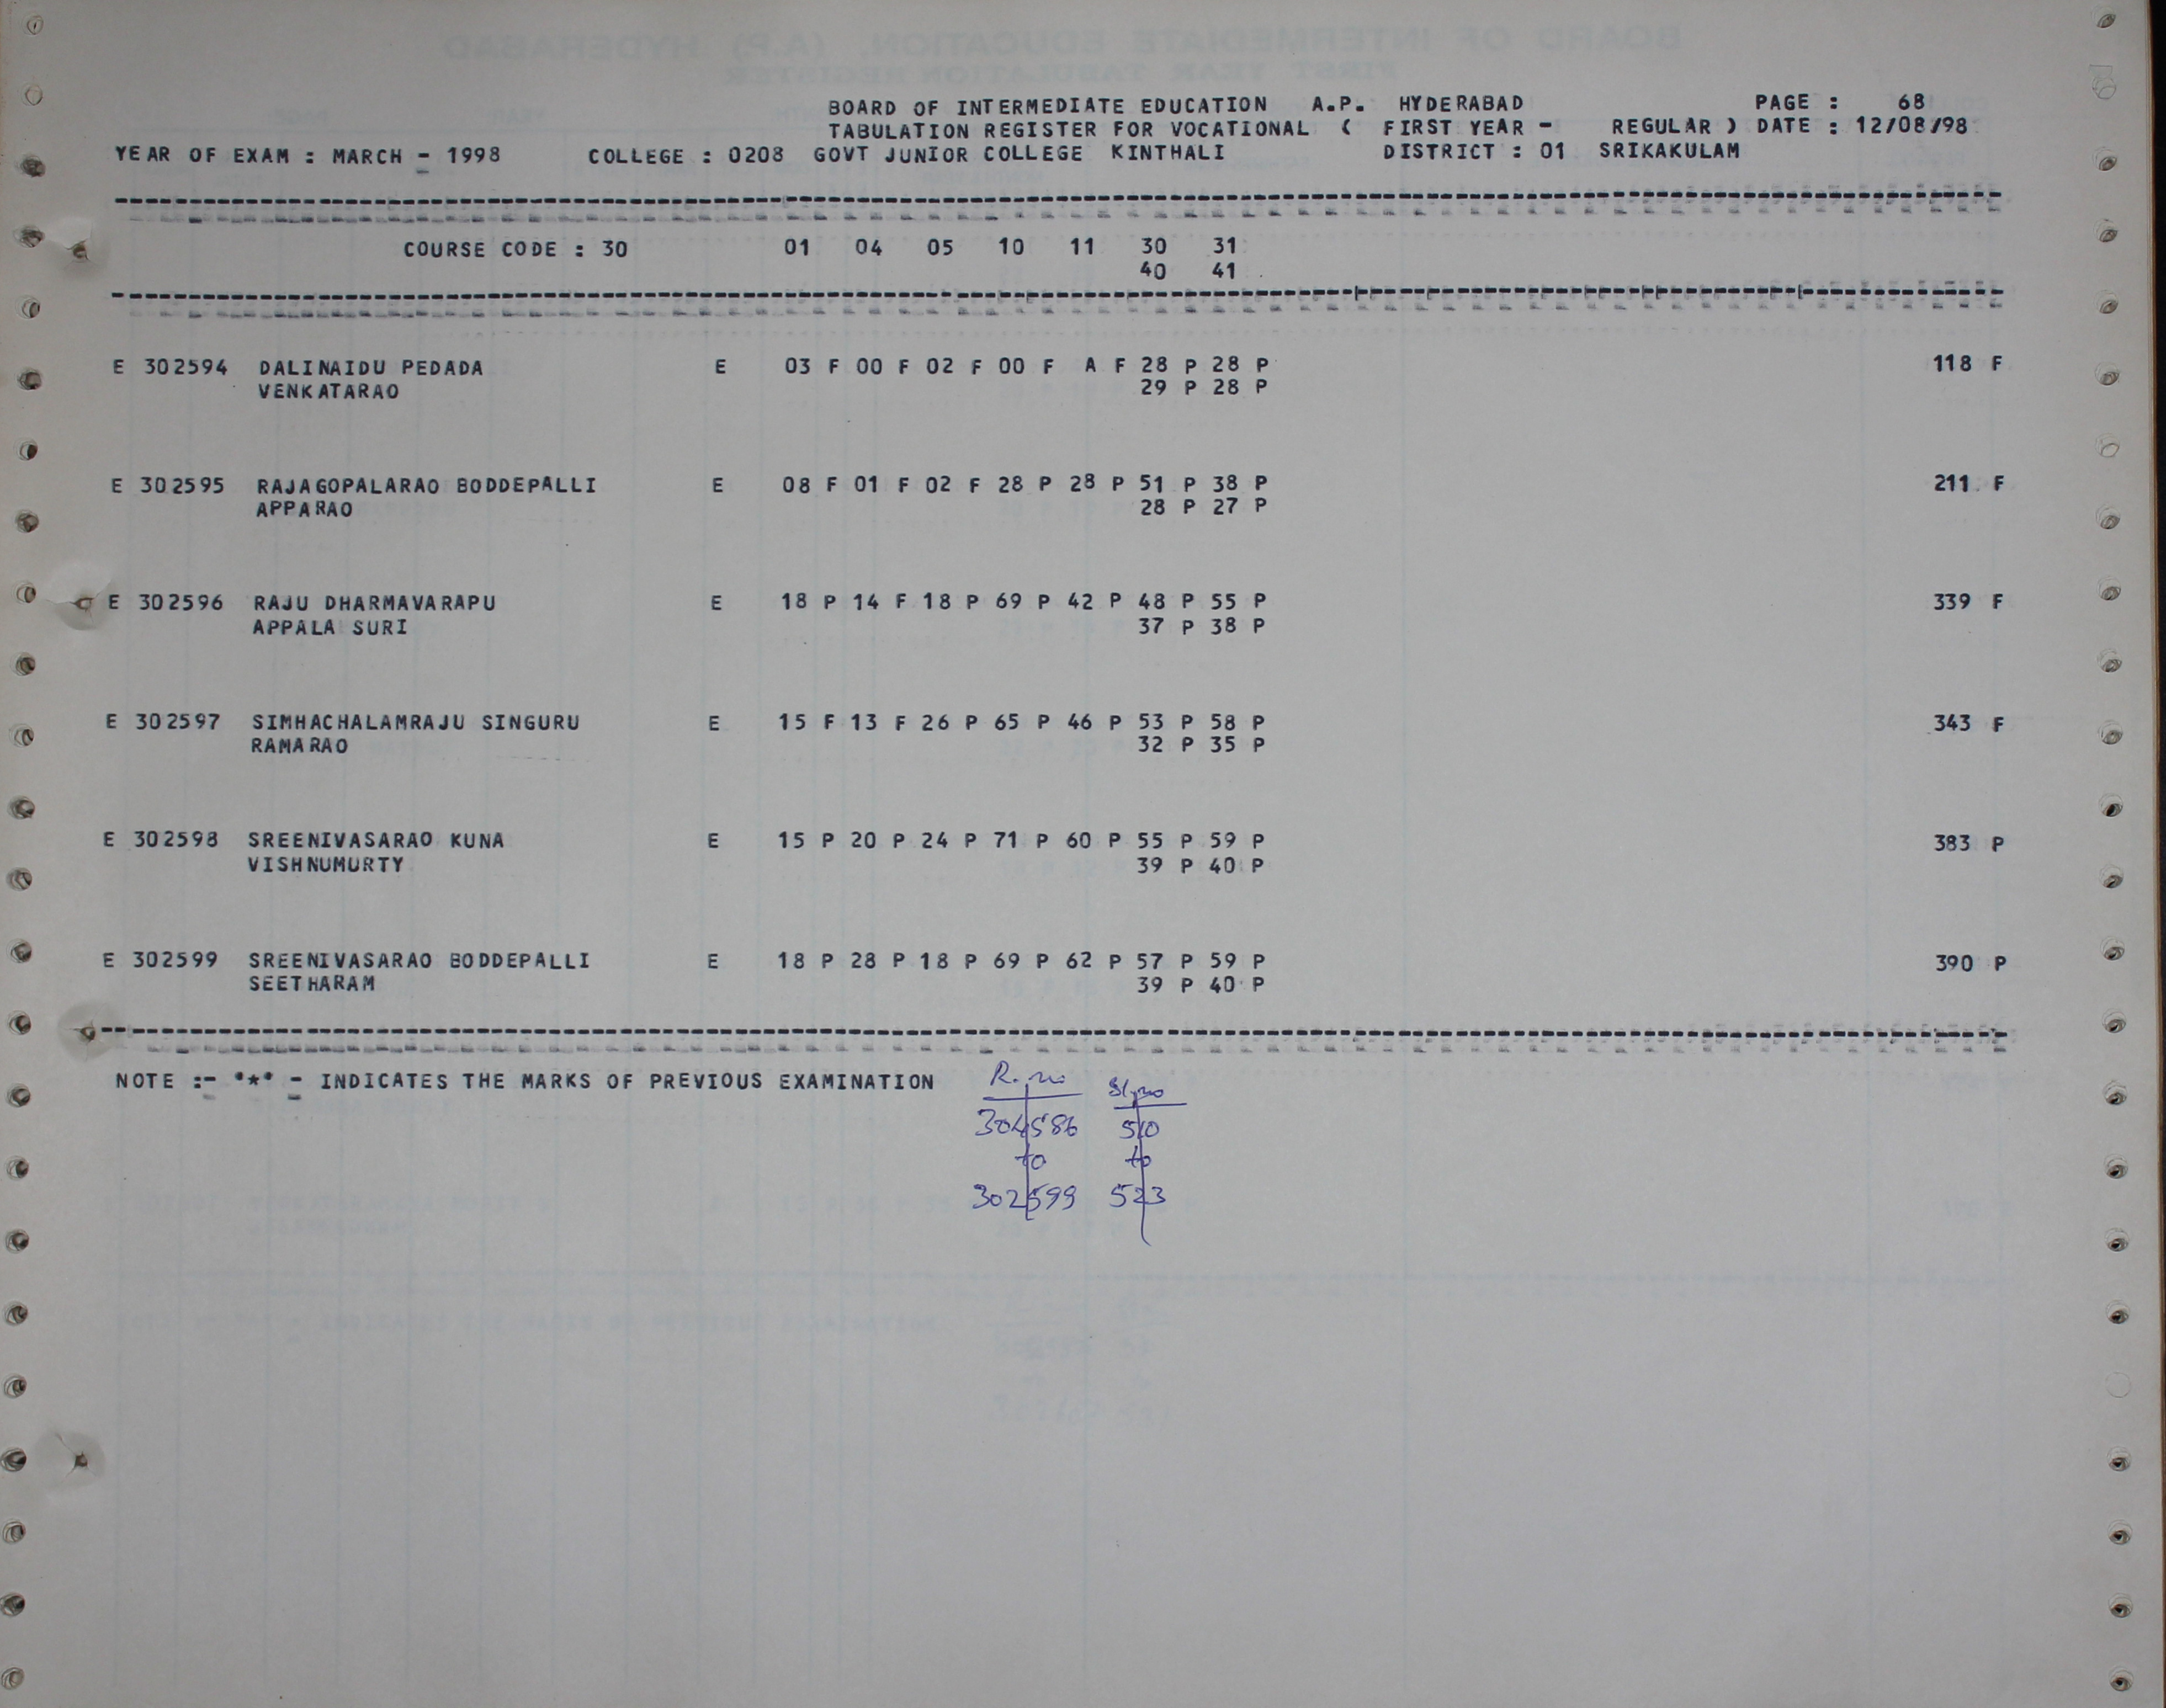 BOARD OF INTERMEDIATE EDUCATION A.P. HYDERABAD PAGE : 68
TABULATION REGISTER FOR VOCATIONAL ( FIRST YEAR - REGULAR ) DATE : 12/08/98
YEAR OF EXAM : MARCH - 1998 COLLEGE : 0208 GOVT JUNIOR COLLEGE KINTHALI DISTRICT : 01 SRIKAKULAM
COURSE CODE : 30 01 04 05 10 11 30 31
40 41
E 302594 DALINAIDU PEDADA E 03 F 00 F 02 F 00 F A F 28 P 28 P 118 F
VENKATARAO 29 P 28 P
E 302595 RAJAGOPALARAO BODDEPALLI E 08 F 01 F 02 F 28 P 28 P 51 P 38 P 211 F
APPARAO 28 P 27 P
E 302596 RAJU DHARMAVARAPU E 18 P 14 F 18 P 69 P 42 P 48 P 55 P 339 F
APPALA SURI 37 P 38 P
E 302597 SIMHACHALAMRAJU SINGURU E 15 F 13 F 26 P 65 P 46 P 53 P 58 P 343 F
RAMARAO 32 P 35 P
E 302598 SREENIVASARAO KUNA E 15 P 20 P 24 P 71 P 60 P 55 P 59 P 383 P
VISHNUMURTY 39 P 40 P
E 302599 SREENIVASARAO BODDEPALLI E 18 P 28 P 18 P 69 P 62 P 57 P 59 P 390 P
SEETHARAM 39 P 40 P
NOTE :- '*' - INDICATES THE MARKS OF PREVIOUS EXAMINATION
R.no Sl.no
510
to to
302599 523